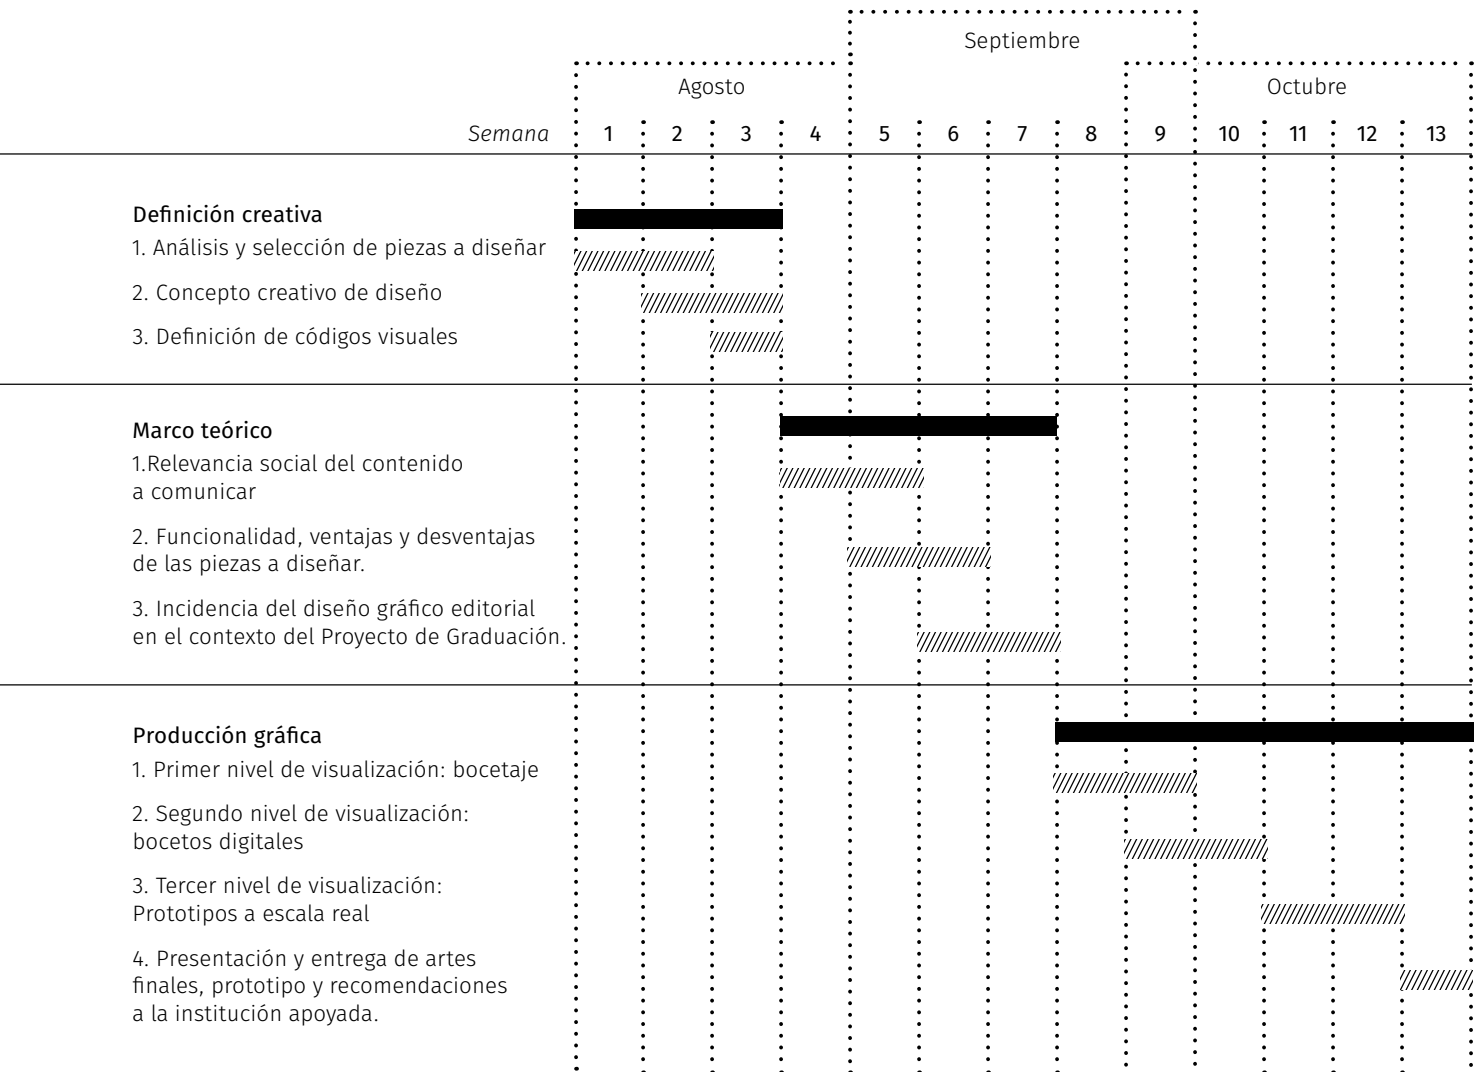 Septiembre
Agosto
Octubre
Semana 1 2 3 4 5 6 7 8 9 10 11 12 13
Definición creativa
1. Análisis y selección de piezas a diseñar
2. Concepto creativo de diseño
3. Definición de códigos visuales
Marco teórico
1.Relevancia social del contenido
a comunicar
2. Funcionalidad, ventajas y desventajas
de las piezas a diseñar.
3. Incidencia del diseño gráfico editorial
en el contexto del Proyecto de Graduación.
Producción gráfica
1. Primer nivel de visualización: bocetaje
2. Segundo nivel de visualización:
bocetos digitales
3. Tercer nivel de visualización:
Prototipos a escala real
4. Presentación y entrega de artes
finales, prototipo y recomendaciones
a la institución apoyada.